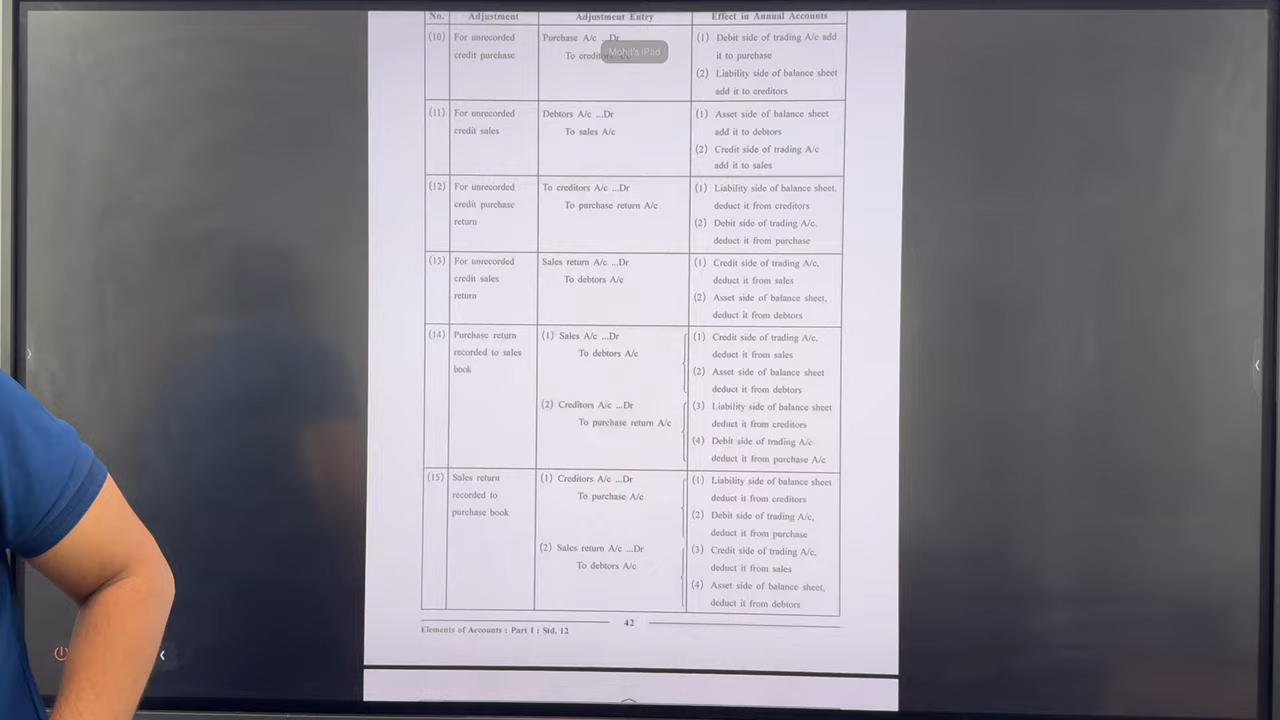 No. Adjustment Adjustment Entry Effect in Annual Accounts
(10) For unrecorded credit purchase
Purchase A/c ...Dr
To
(1) Debit side of trading A/c add
it to purchase
(2) Liability side of balance sheet
add it to creditors
Mohit's iPad
(11) For unrecorded
credit sales
Debtors A/c ...Dr
To sales A/c
(1) Asset side of balance sheet
add it to debtors
(2) Credit side of trading A/c
add it to sales
(12) For unrecorded
credit purchase
return
To creditors A/c ...Dr
To purchase return A/c
(1) Liability side of balance sheet,
deduct it from creditors
(2) Debit side of trading A/c,
deduct it from purchase
(13) For unrecorded
credit sales
return
Sales return A/c ...Dr
To debtors A/c
(1) Credit side of trading A/c,
deduct it from sales
(2) Asset side of balance sheet,
deduct it from debtors
(14) Purchase return
recorded to sales
book
(1) Sales A/c ...Dr
To debtors A/c
(2) Creditors A/c ...Dr
To purchase return A/c
(1) Credit side of trading A/c,
deduct it from sales
(2) Asset side of balance sheet
deduct it from debtors
(3) Liability side of balance sheet
deduct it from creditors
(4) Debit side of trading A/c
deduct it from purchase A/c
(15) Sales return
recorded to
purchase book
(1) Creditors A/c ...Dr
To purchase A/c
(2) Sales return A/c ...Dr
To debtors A/c
(1) Liability side of balance sheet
deduct it from creditors
(2) Debit side of trading A/c,
deduct it from purchase
(3) Credit side of trading A/c,
deduct it from sales
(4) Asset side of balance sheet,
deduct it from debtors
42
Elements of Accounts : Part I : Std. 12